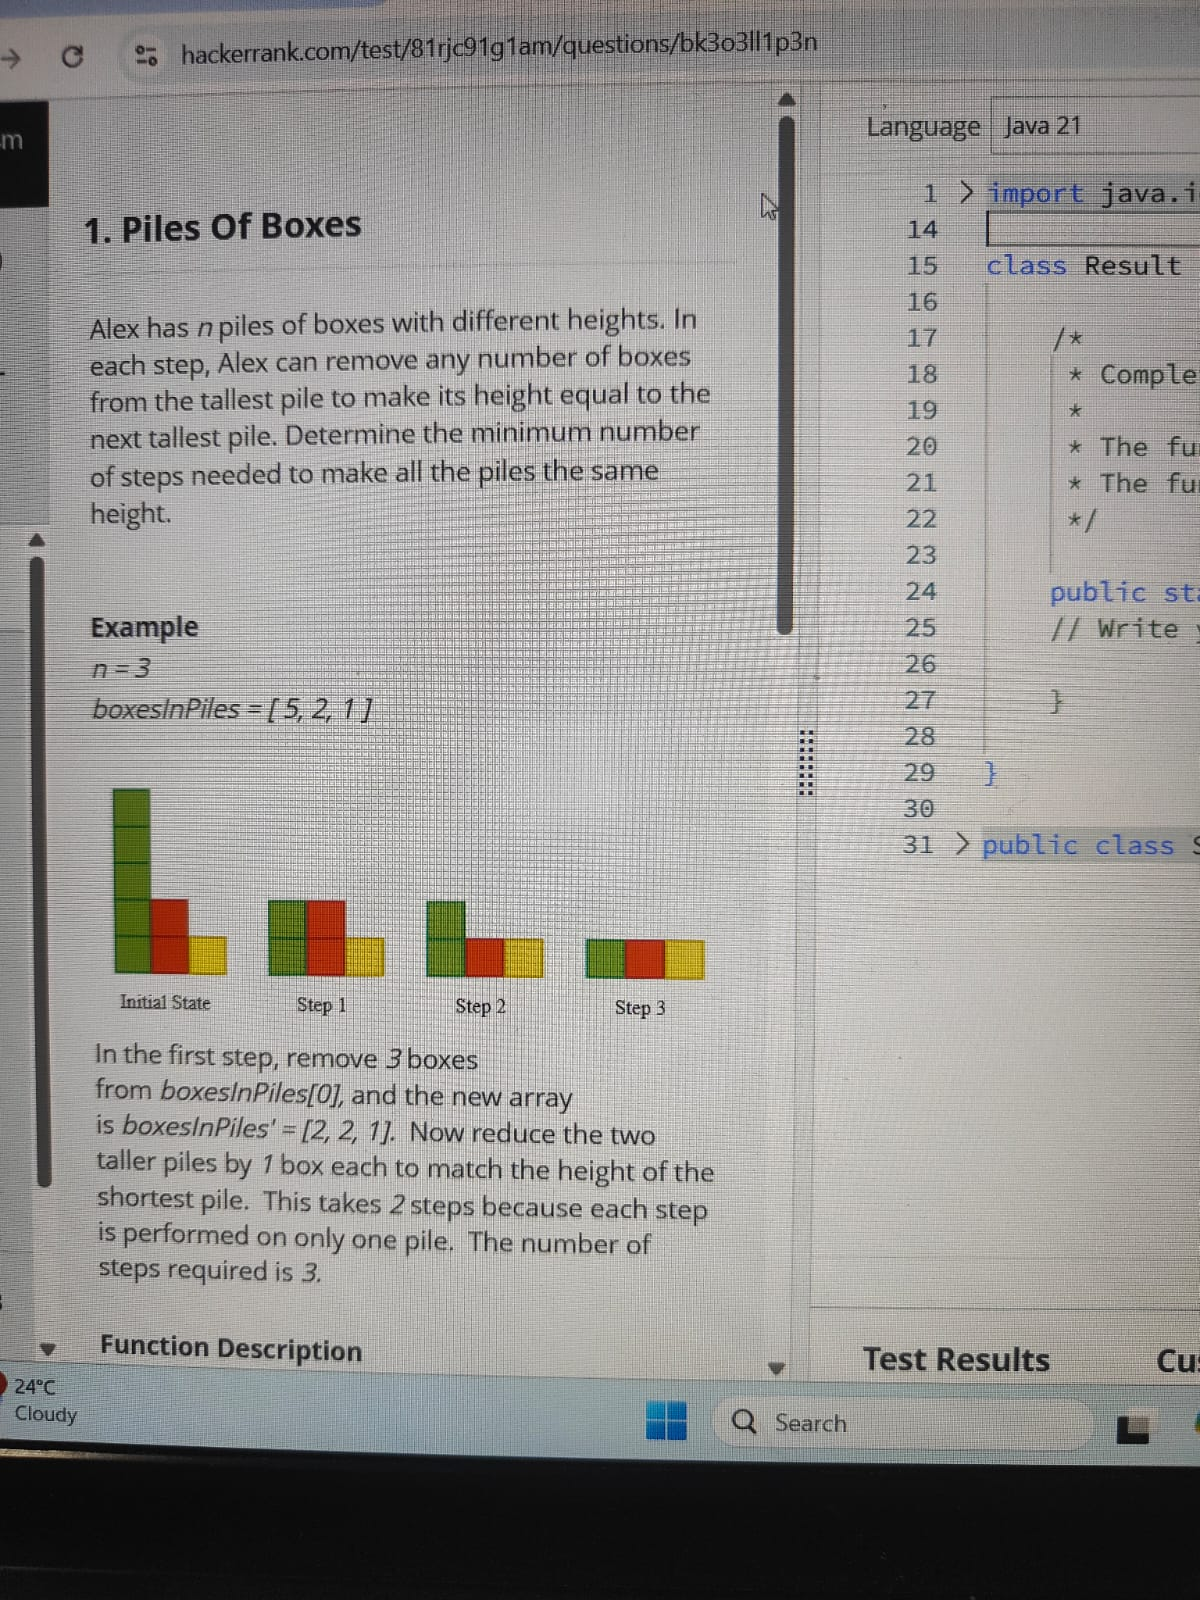 hackerrank.com/test/81rjc91g1am/questions/bk3o3ll1p3n
m
Language Java 21
1. Piles Of Boxes
Alex has n piles of boxes with different heights. In
each step, Alex can remove any number of boxes
from the tallest pile to make its height equal to the
next tallest pile. Determine the minimum number
of steps needed to make all the piles the same
height.
Example
n = 3
boxesInPiles = [ 5, 2, 1 ]
Initial State
Step 1
Step 2
Step 3
In the first step, remove 3 boxes
from boxesInPiles[0], and the new array
is boxesInPiles' = [2, 2, 1]. Now reduce the two
taller piles by 1 box each to match the height of the
shortest pile. This takes 2 steps because each step
is performed on only one pile. The number of
steps required is 3.
Function Description
1 > import java.i
14
15 class Result
16
17 /*
18 * Comple
19 *
20 * The fu
21 * The fu
22 */
23
24 public sta
25 // Write
26
27 }
28
29 }
30
31 > public class S
Test Results
Cus
24°C
Cloudy
Search